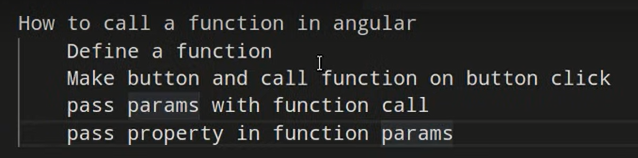 How to call a function in angular
Define a function
Make button and call function on button click
pass params with function call
pass property in function params